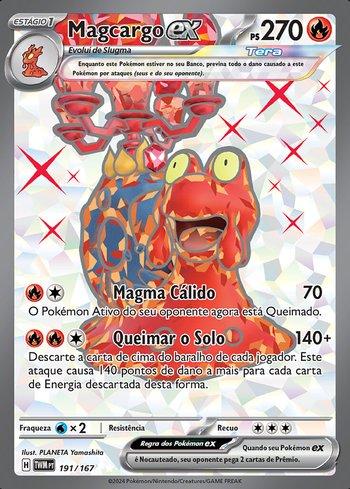 ESTÁGIO 1
Magcargo ex
PS 270
Evolui de Slugma
Tera
Enquanto este Pokémon estiver no seu Banco, previna todo o dano causado a este
Pokémon por ataques (seus e do seu oponente).
Magma Cálido 70
O Pokémon Ativo do seu oponente agora está Queimado.
Queimar o Solo 140+
Descarte a carta de cima do baralho de cada jogador. Este
ataque causa 140 pontos de dano a mais para cada carta
de Energia descartada desta forma.
Fraqueza × 2 Resistência Recuo
Ilust. PLANETA Yamashita
Regra dos Pokémon ex
Quando seu Pokémon ex
é Nocauteado, seu oponente pega 2 cartas de Prêmio.
H TWM PT 191/167
©2024 Pokémon/Nintendo/Creatures/GAME FREAK